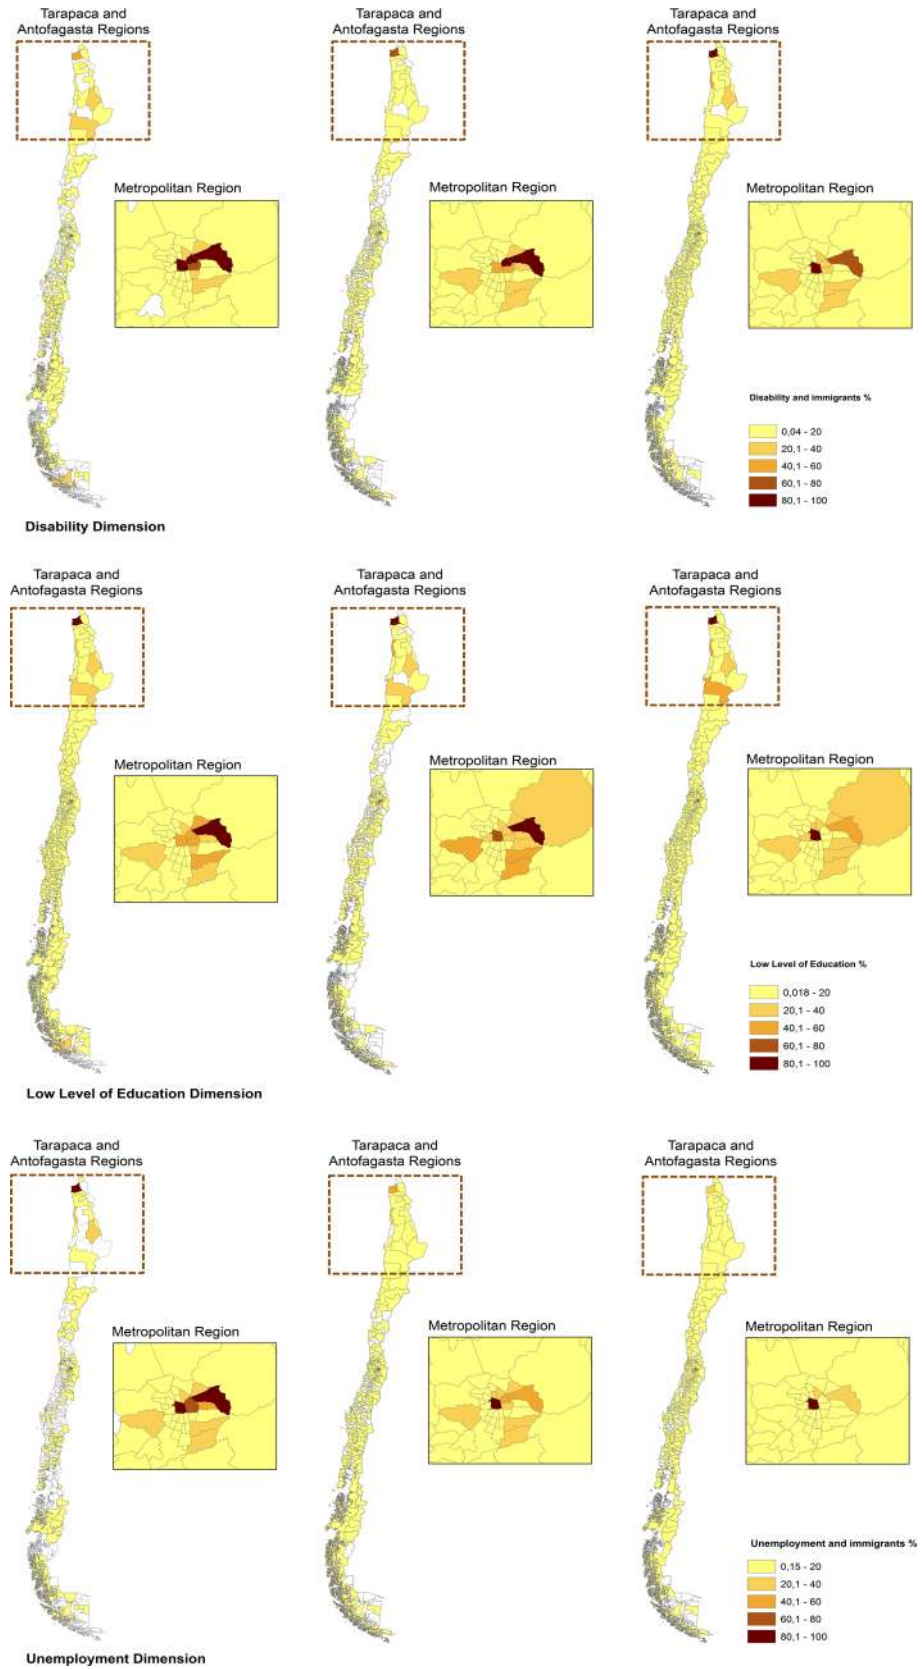 Tarapaca and
Antofagasta Regions
Tarapaca and
Antofagasta Regions
Tarapaca and
Antofagasta Regions
Metropolitan Region
Metropolitan Region
Metropolitan Region
Disability and immigrants %
0,04 - 20
20,1 - 40
40,1 - 60
60,1 - 80
80,1 - 100
Disability Dimension
Tarapaca and
Antofagasta Regions
Tarapaca and
Antofagasta Regions
Tarapaca and
Antofagasta Regions
Metropolitan Region
Metropolitan Region
Metropolitan Region
Low Level of Education %
0,018 - 20
20,1 - 40
40,1 - 60
60,1 - 80
80,1 - 100
Low Level of Education Dimension
Tarapaca and
Antofagasta Regions
Tarapaca and
Antofagasta Regions
Tarapaca and
Antofagasta Regions
Metropolitan Region
Metropolitan Region
Metropolitan Region
Unemployment and immigrants %
0,15 - 20
20,1 - 40
40,1 - 60
60,1 - 80
80,1 - 100
Unemployment Dimension